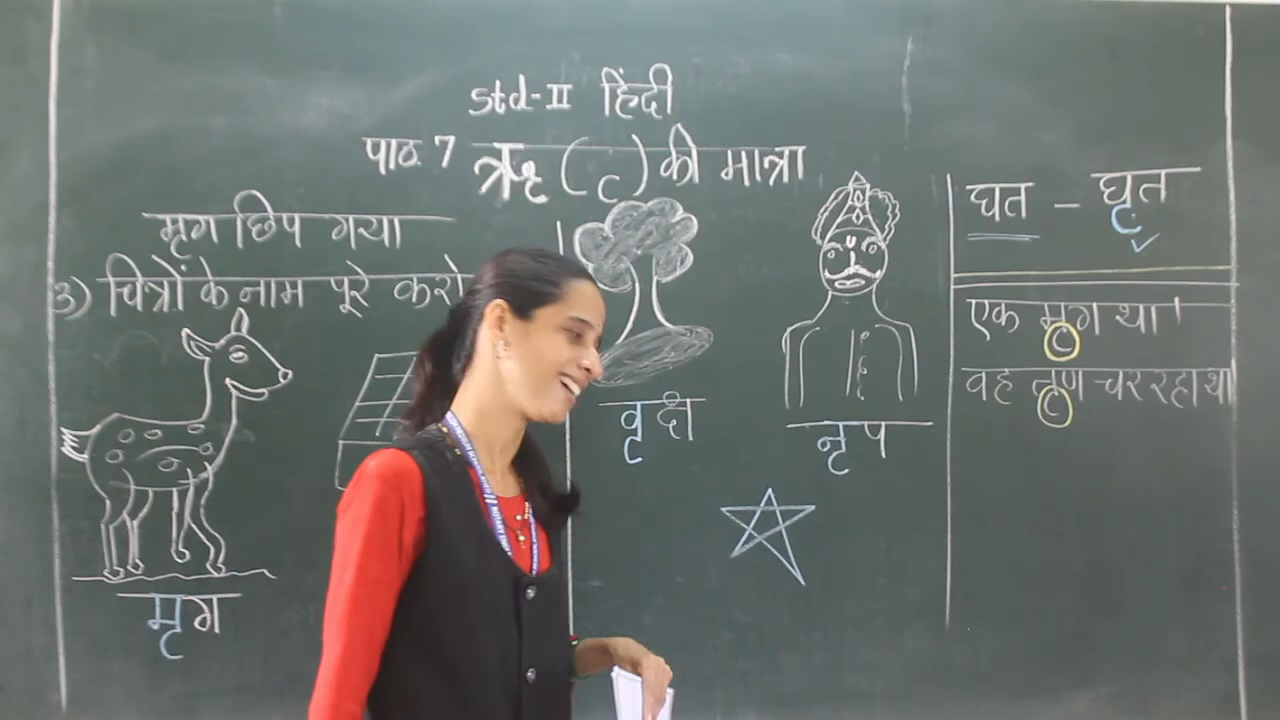 std-II हिंदी
पाठ. 7 ऋ ( ृ ) की मात्रा
मृग छिप गया
3) चित्रों के नाम पूरे करो
मृग
वृक्ष
नृप
घत - घृत
एक मृग था।
वह तृण चर रहा था